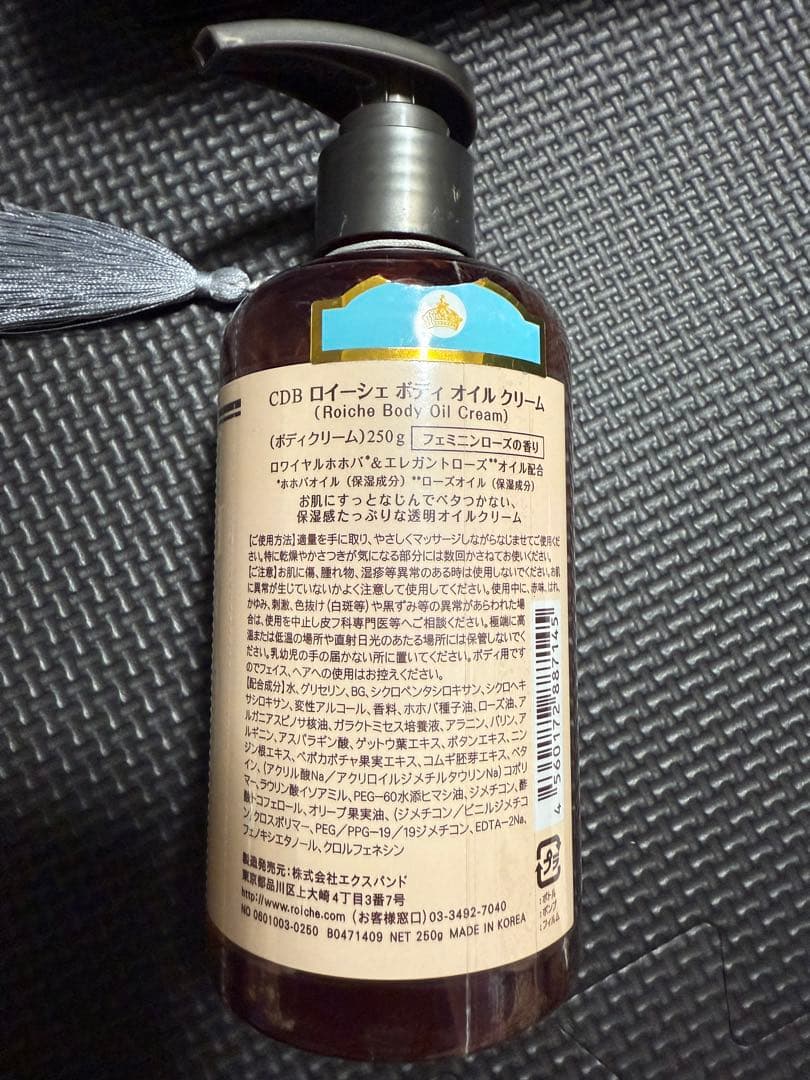 CDB ロイーシェ ボディ オイル クリーム
(Roiche Body Oil Cream)
(ボディクリーム)250g フェミニンローズの香り
ロワイヤルホホバ*&エレガントローズ**オイル配合
*ホホバオイル(保湿成分)**ローズオイル(保湿成分)
お肌にすっとなじんでベタつかない、
保湿感たっぷりな透明オイルクリーム
【ご使用方法】適量を手に取り、やさしくマッサージしながらなじませてご使用くだ
さい。特に乾燥やかさつきが気になる部分には数回かさねてお使いください。
【ご注意】お肌に傷、腫れ物、湿疹等異常のある時は使用しないでください。お肌
に異常が生じていないかよく注意して使用してください。使用中に、赤味、はれ、
かゆみ、刺激、色抜け(白斑等)や黒ずみ等の異常があらわれた場
合は、使用を中止し皮フ科専門医等へご相談ください。極端に高
温または低温の場所や直射日光のあたる場所には保管しないでく
ださい。乳幼児の手の届かない所に置いてください。ボディ用です
のでフェイス、ヘアへの使用はお控えください。
【配合成分】水、グリセリン、BG、シクロペンタシロキサン、シクロヘキ
サシロキサン、変性アルコール、香料、ホホバ種子油、ローズ油、ア
ルガニアスピノサ核油、ガラクトミセス培養液、アラニン、バリン、ア
ルギニン、アスパラギン酸、ゲットウ葉エキス、ボタンエキス、ニン
ジン根エキス、ペポカボチャ果実エキス、コムギ胚芽エキス、ベタ
イン、(アクリル酸Na/アクリロイルジメチルタウリンNa)コポリ
マー、ラウリン酸イソアミル、PEG-60水添ヒマシ油、ジメチコン、酢
酸トコフェロール、オリーブ果実油、(ジメチコン/ビニルジメチコ
ン)クロスポリマー、PEG/PPG-19/19ジメチコン、EDTA-2Na、
フェノキシエタノール、クロルフェネシン
製造発売元:株式会社エクスバンド
東京都品川区上大崎4丁目3番7号
http://www.roiche.com (お客様窓口)03-3492-7040
NO 0601003-0250 B0471409 NET 250g MADE IN KOREA
4 560172 887145
プラ
:ボトル
:ポンプ
:フィルム